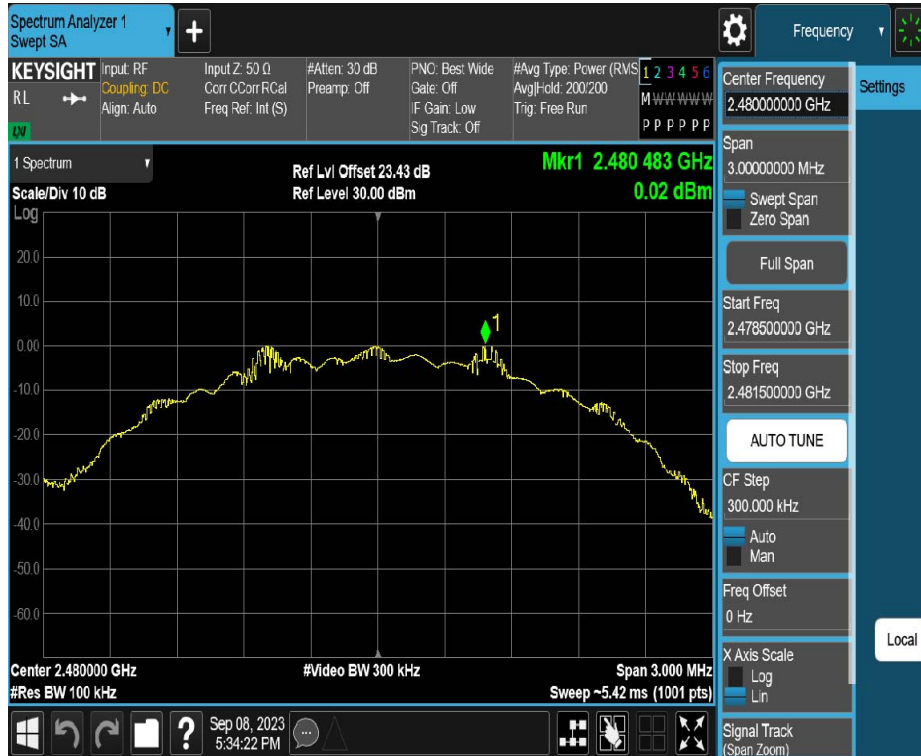 Spectrum Analyzer 1
Swept SA
Frequency
KEYSIGHT
RL
LXI
Input: RF
Coupling: DC
Align: Auto
Input Z: 50 Ω
Corr CCorr RCal
Freq Ref: Int (S)
#Atten: 30 dB
Preamp: Off
PNO: Best Wide
Gate: Off
IF Gain: Low
Sig Track: Off
#Avg Type: Power (RMS
Avg|Hold: 200/200
Trig: Free Run
1 2 3 4 5 6
M W W W W W
P P P P P P
Center Frequency
2.480000000 GHz
Settings
1 Spectrum
Scale/Div 10 dB
Log
Ref Lvl Offset 23.43 dB
Ref Level 30.00 dBm
Mkr1 2.480 483 GHz
0.02 dBm
Span
3.00000000 MHz
Swept Span
Zero Span
Full Span
Start Freq
2.478500000 GHz
Stop Freq
2.481500000 GHz
AUTO TUNE
CF Step
300.000 kHz
Auto
Man
Freq Offset
0 Hz
X Axis Scale
Log
Lin
Signal Track
(Span Zoom)
Local
20.0
10.0
0.00
-10.0
-20.0
-30.0
-40.0
-50.0
-60.0
1
Center 2.480000 GHz
#Res BW 100 kHz
#Video BW 300 kHz
Span 3.000 MHz
Sweep ~5.42 ms (1001 pts)
?
Sep 08, 2023
5:34:22 PM